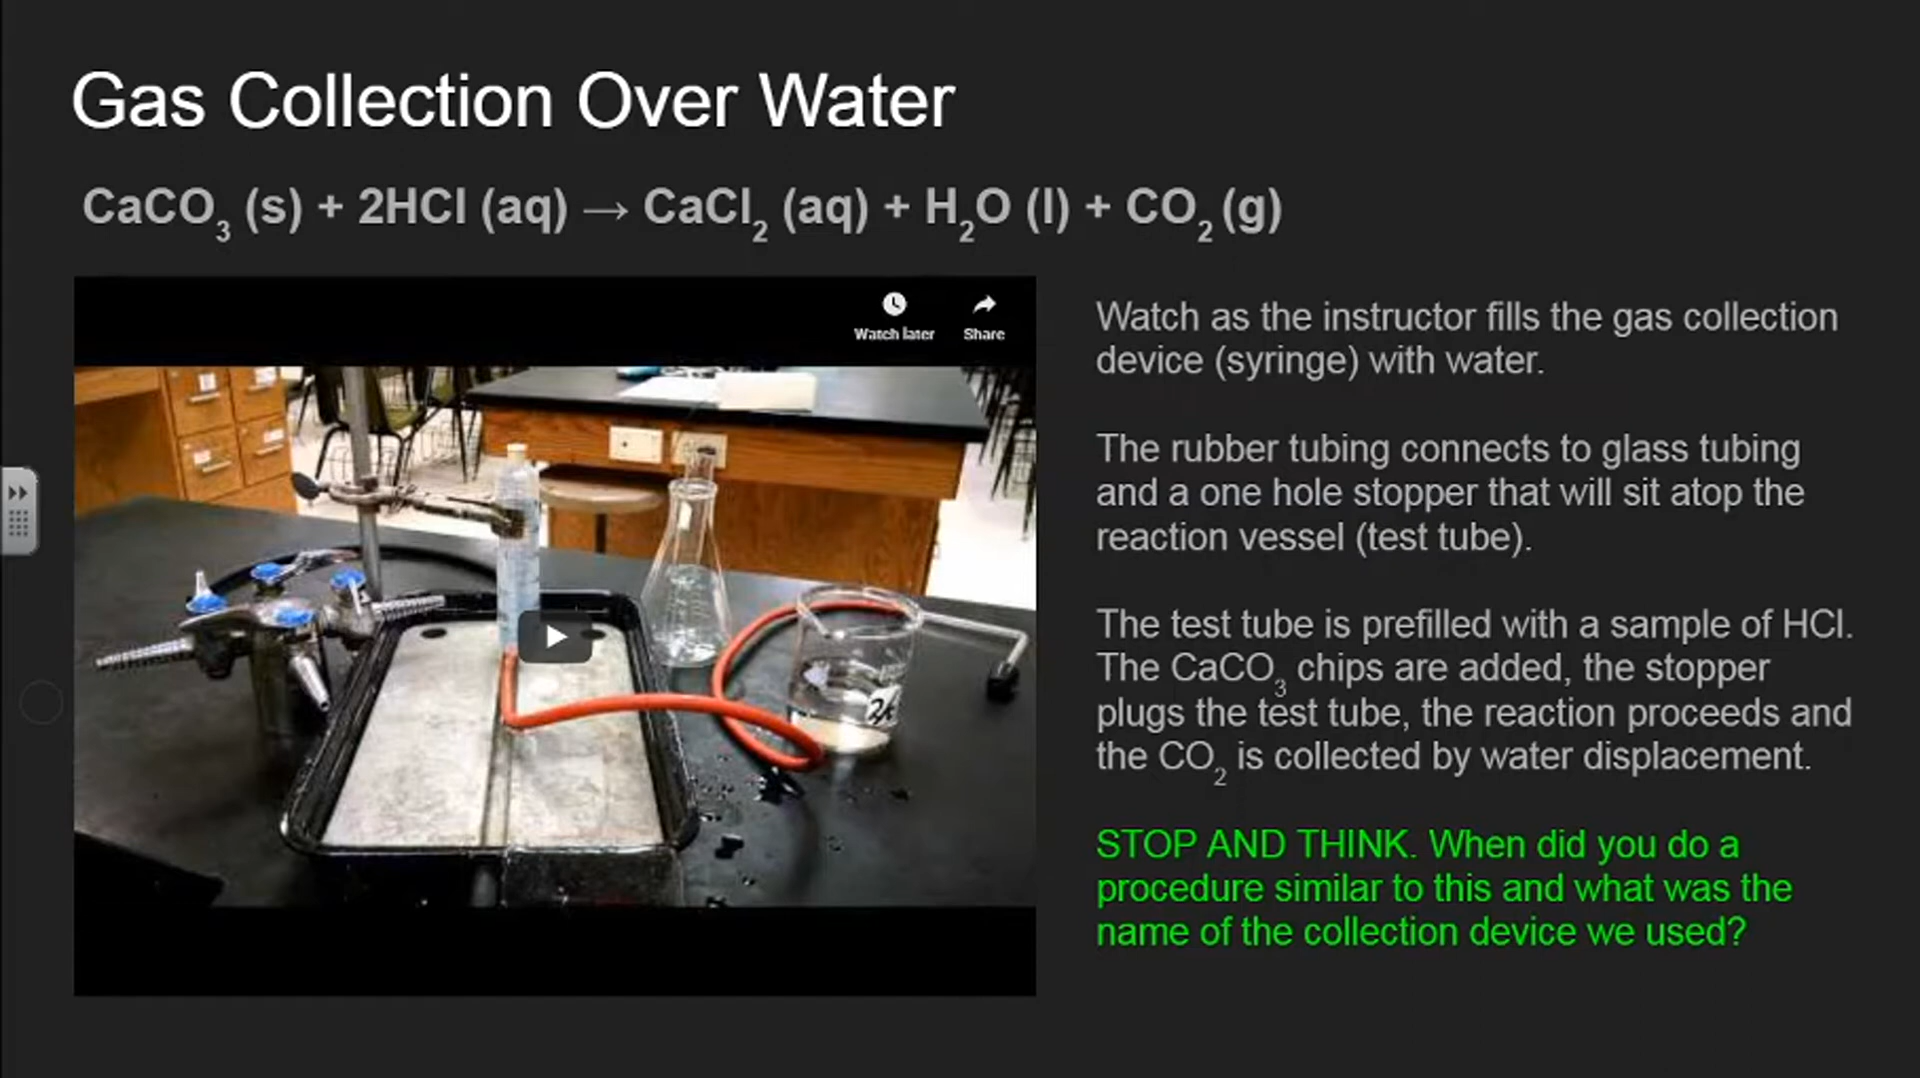 Gas Collection Over Water
CaCO₃ (s) + 2HCl (aq) → CaCl₂ (aq) + H₂O (l) + CO₂ (g)
Watch later
Share
Watch as the instructor fills the gas collection
device (syringe) with water.
The rubber tubing connects to glass tubing
and a one hole stopper that will sit atop the
reaction vessel (test tube).
The test tube is prefilled with a sample of HCl.
The CaCO₃ chips are added, the stopper
plugs the test tube, the reaction proceeds and
the CO₂ is collected by water displacement.
STOP AND THINK. When did you do a
procedure similar to this and what was the
name of the collection device we used?